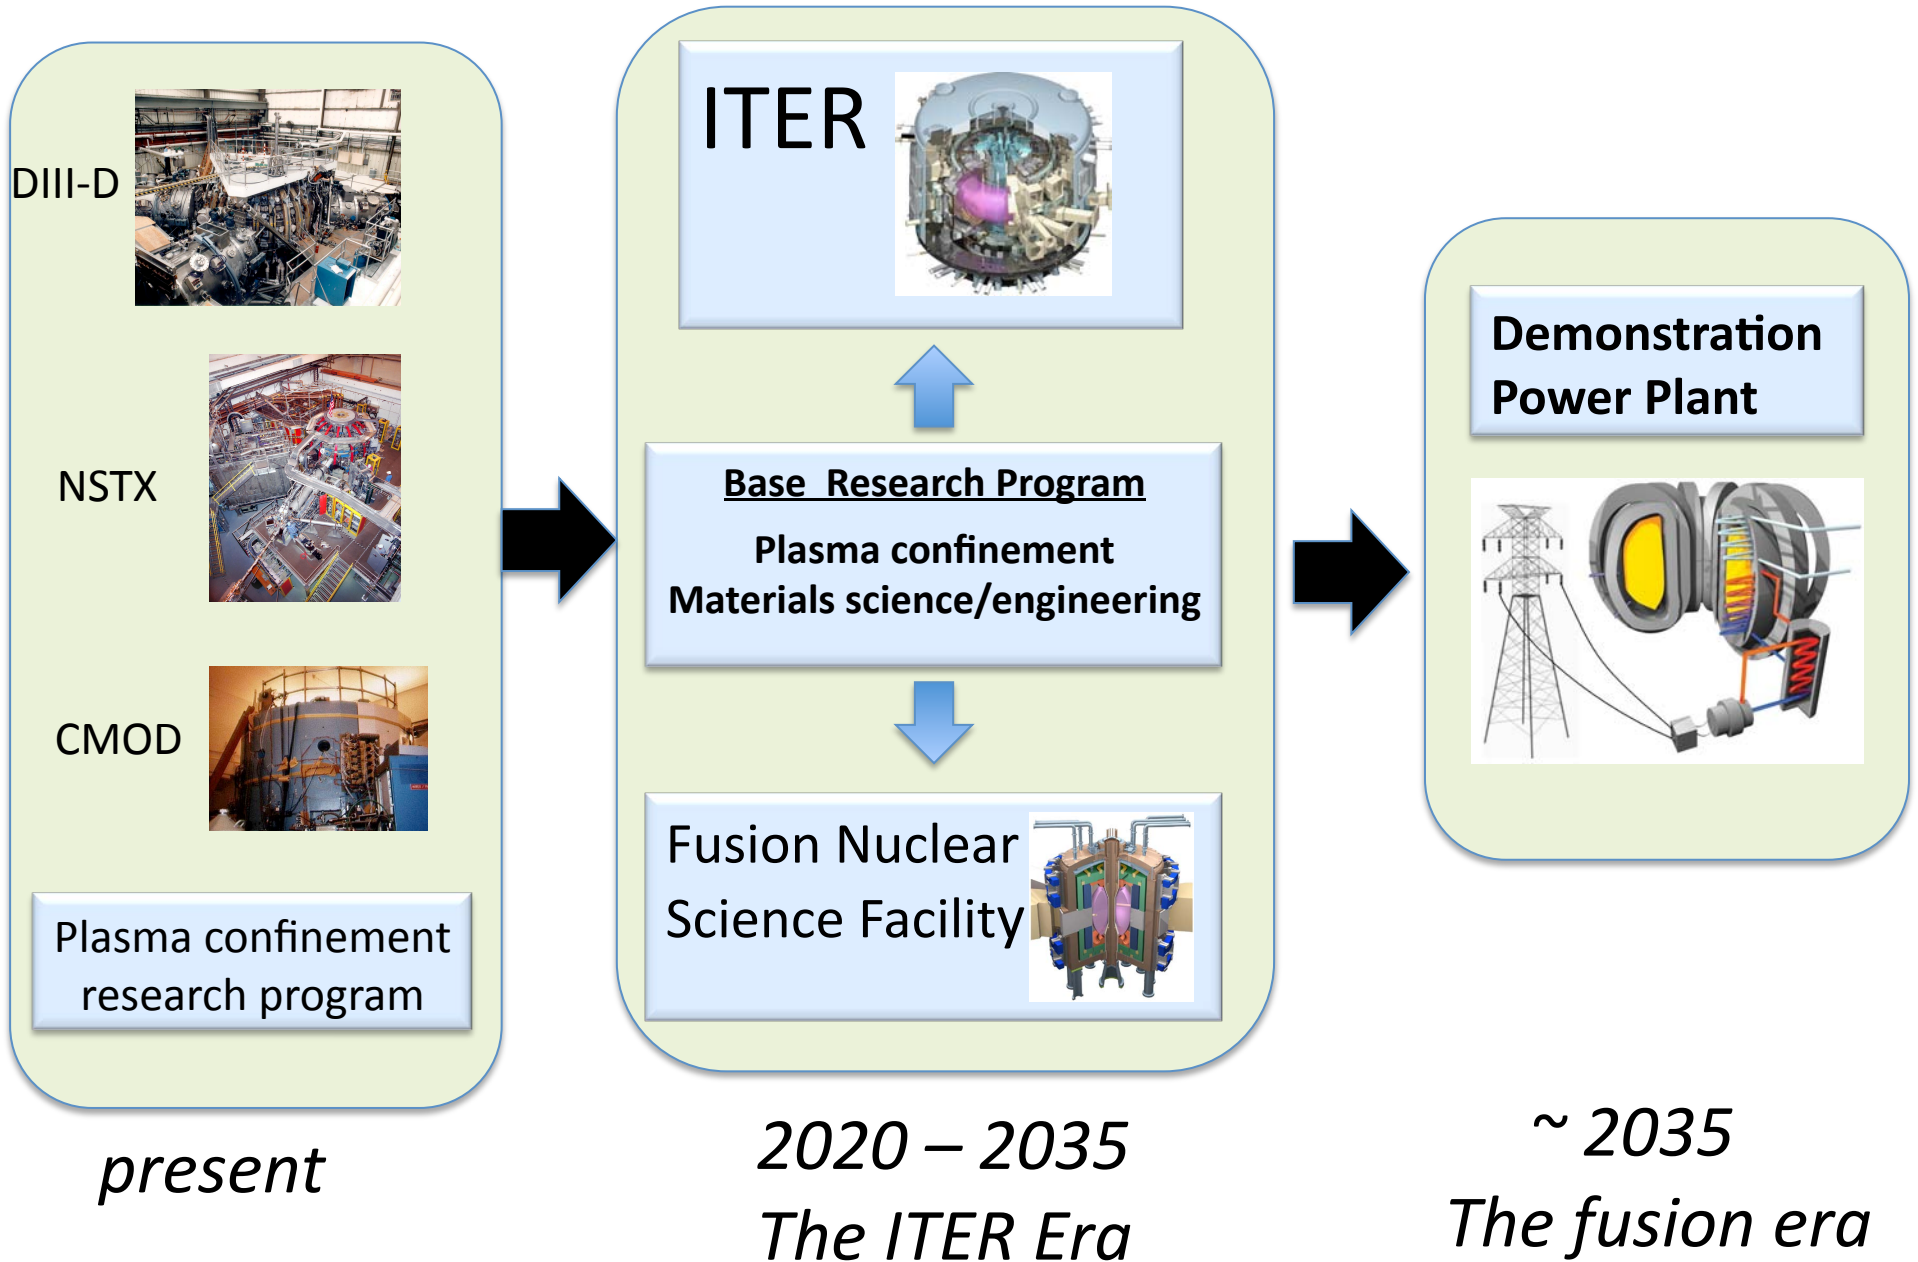 DIII-D
NSTX
CMOD
Plasma confinement
research program
present
ITER
Base Research Program
Plasma confinement
Materials science/engineering
Fusion Nuclear
Science Facility
2020 – 2035
The ITER Era
Demonstration
Power Plant
~ 2035
The fusion era